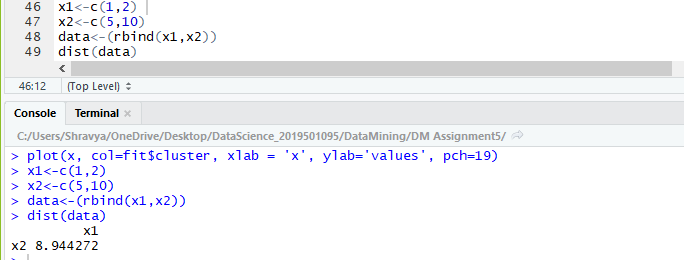 46 x1<-c(1,2)
47 x2<-c(5,10)
48 data<-(rbind(x1,x2))
49 dist(data)
46:12 (Top Level)
Console Terminal
C:/Users/Shravya/OneDrive/Desktop/DataScience_2019501095/DataMining/DM Assignment5/
> plot(x, col=fit$cluster, xlab = 'x', ylab='values', pch=19)
> x1<-c(1,2)
> x2<-c(5,10)
> data<-(rbind(x1,x2))
> dist(data)
x1
x2 8.944272
>